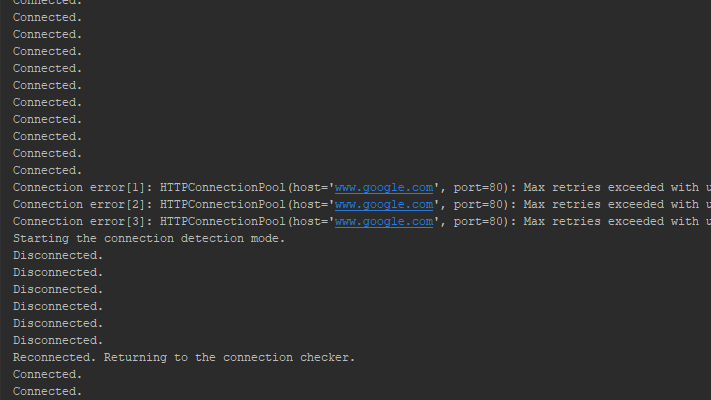 Connected.
Connected.
Connected.
Connected.
Connected.
Connected.
Connected.
Connected.
Connected.
Connected.
Connected.
Connection error[1]: HTTPConnectionPool(host='www.google.com', port=80): Max retries exceeded with u
Connection error[2]: HTTPConnectionPool(host='www.google.com', port=80): Max retries exceeded with u
Connection error[3]: HTTPConnectionPool(host='www.google.com', port=80): Max retries exceeded with u
Starting the connection detection mode.
Disconnected.
Disconnected.
Disconnected.
Disconnected.
Disconnected.
Disconnected.
Reconnected. Returning to the connection checker.
Connected.
Connected.